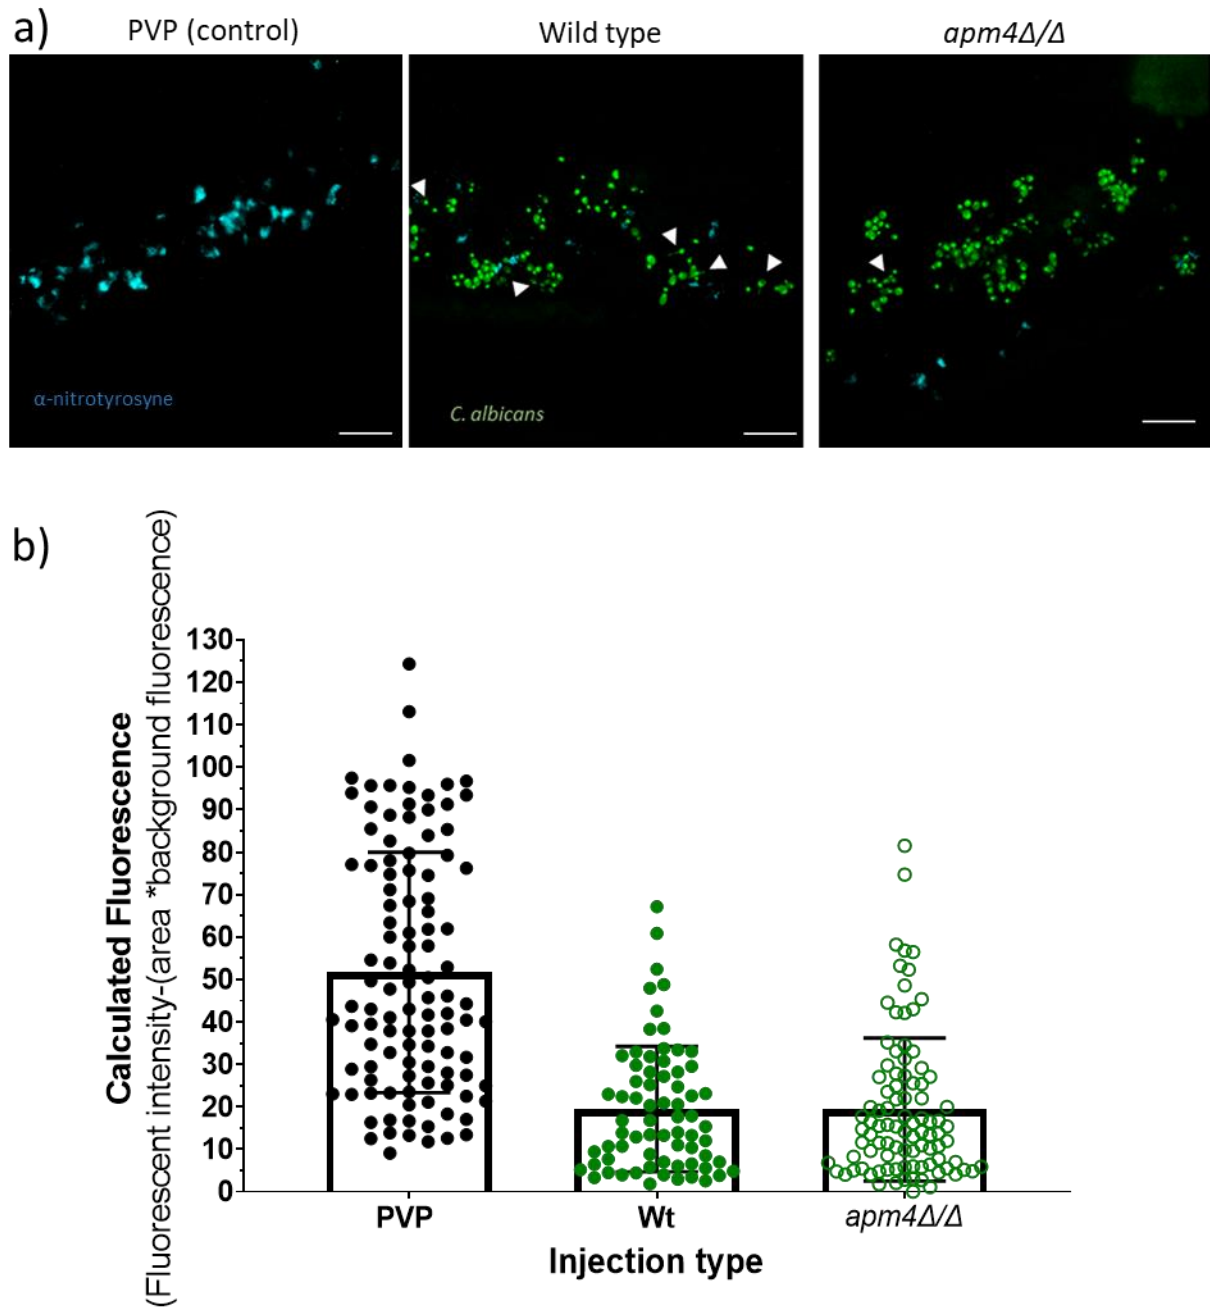 a)
PVP (control)
Wild type
apm4Δ/Δ
α-nitrotyrosyne
C. albicans
b)
Calculated Fluorescence
(Fluorescent intensity-(area *background fluorescence)
130
120
110
100
90
80
70
60
50
40
30
20
10
0
PVP
Wt
apm4Δ/Δ
Injection type